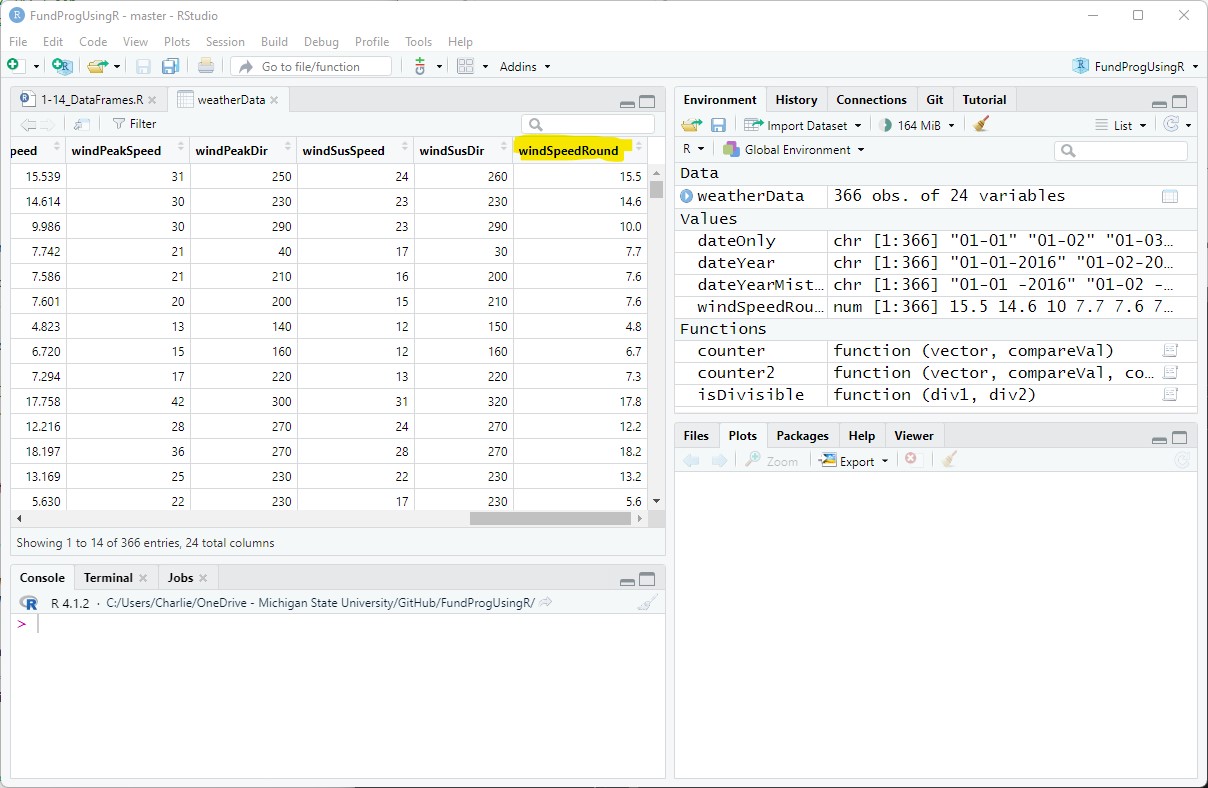 FundProgUsingR - master - RStudio
File Edit Code View Plots Session Build Debug Profile Tools Help
Go to file/function Addins FundProgUsingR
1-14_DataFrames.R weatherData
Filter
peed windPeakSpeed windPeakDir windSusSpeed windSusDir windSpeedRound
15.539 31 250 24 260 15.5
14.614 30 230 23 230 14.6
9.986 30 290 23 290 10.0
7.742 21 40 17 30 7.7
7.586 21 210 16 200 7.6
7.601 20 200 15 210 7.6
4.823 13 140 12 150 4.8
6.720 15 160 12 160 6.7
7.294 17 220 13 220 7.3
17.758 42 300 31 320 17.8
12.216 28 270 24 270 12.2
18.197 36 270 28 270 18.2
13.169 25 230 22 230 13.2
5.630 22 230 17 230 5.6
Showing 1 to 14 of 366 entries, 24 total columns
Console Terminal Jobs
R 4.1.2 · C:/Users/Charlie/OneDrive - Michigan State University/GitHub/FundProgUsingR/
>
Environment History Connections Git Tutorial
Import Dataset 164 MiB List
R Global Environment
Data
weatherData 366 obs. of 24 variables
Values
dateOnly chr [1:366] "01-01" "01-02" "01-03…
dateYear chr [1:366] "01-01-2016" "01-02-20…
dateYearMist… chr [1:366] "01-01 -2016" "01-02 -…
windSpeedRou… num [1:366] 15.5 14.6 10 7.7 7.6 7…
Functions
counter function (vector, compareVal)
counter2 function (vector, compareVal, co…
isDivisible function (div1, div2)
Files Plots Packages Help Viewer
Zoom Export